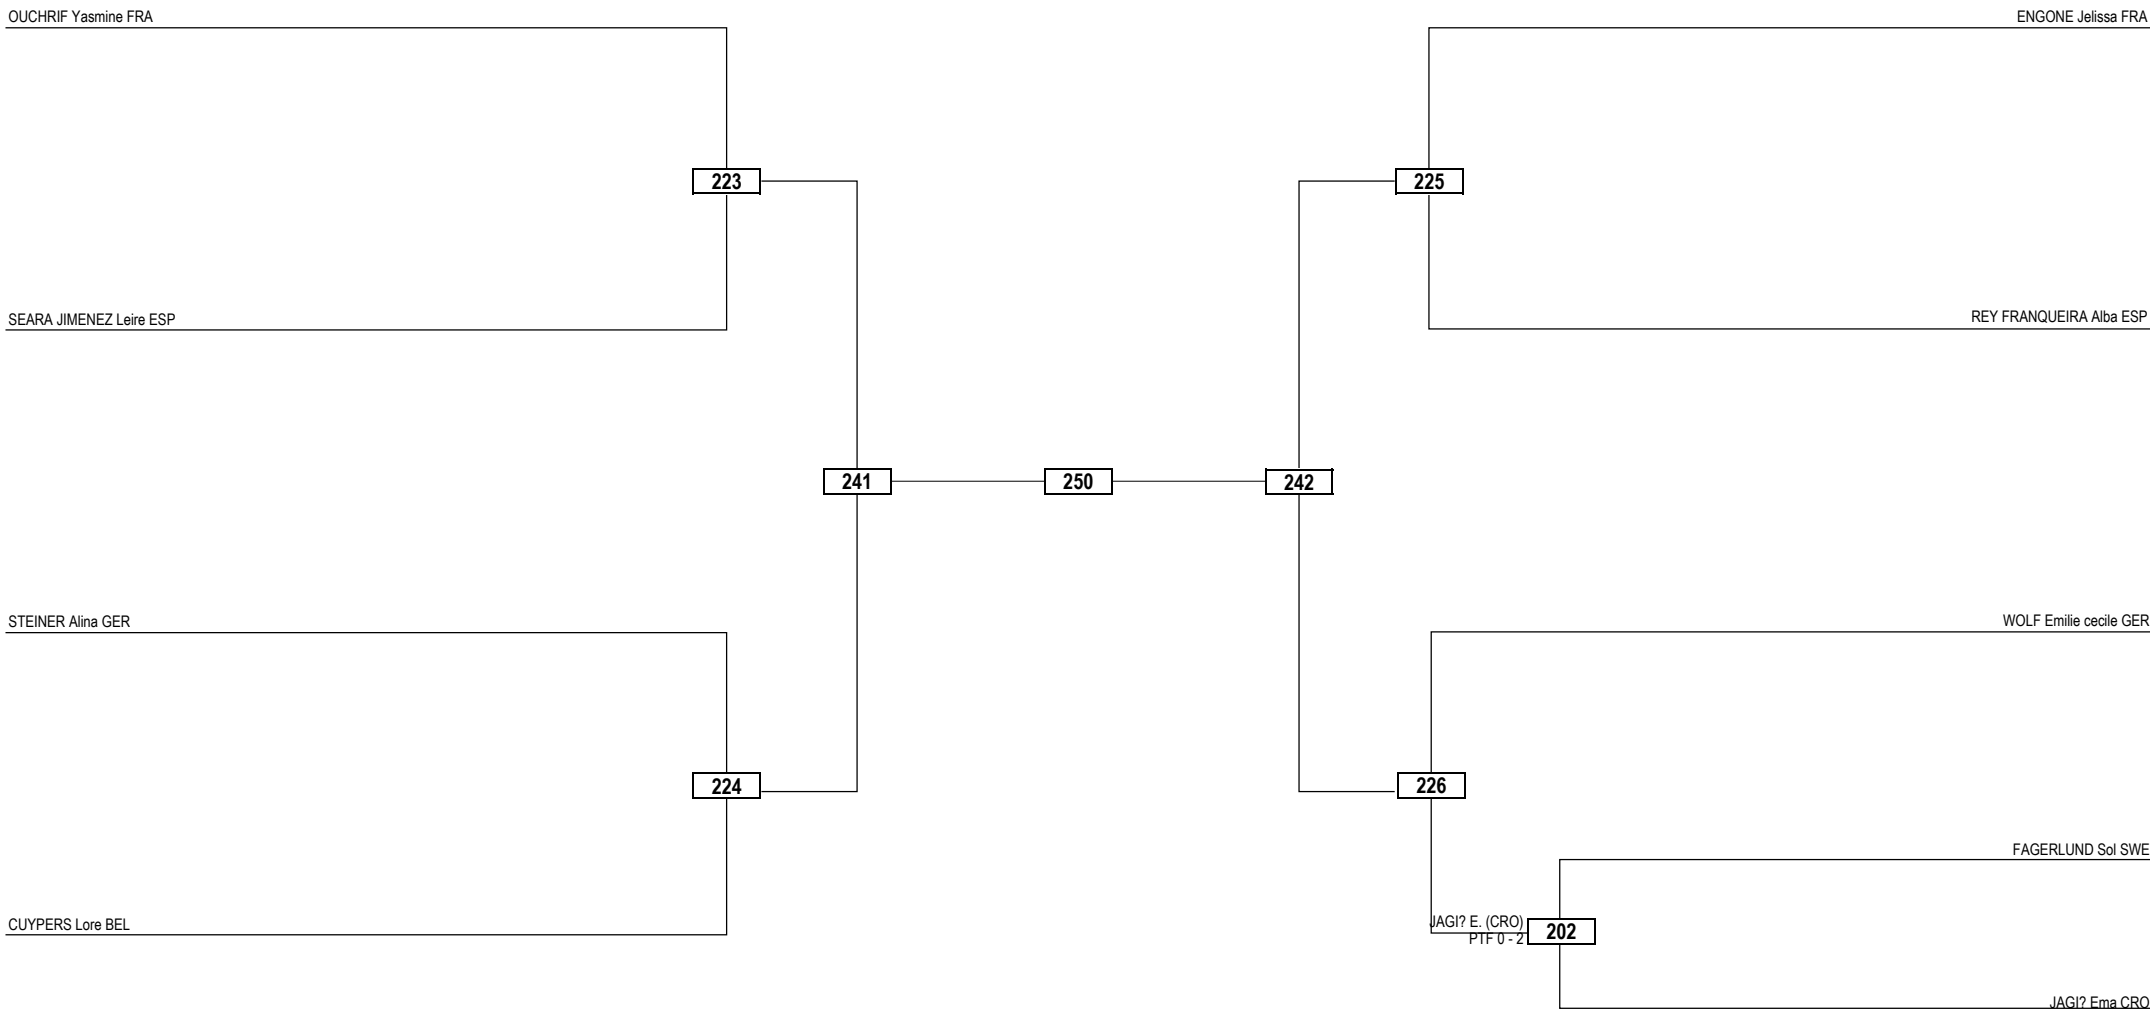 OUCHRIF Yasmine FRA
ENGONE Jelissa FRA
223
225
SEARA JIMENEZ Leire ESP
REY FRANQUEIRA Alba ESP
241
250
242
STEINER Alina GER
WOLF Emilie cecile GER
224
226
FAGERLUND Sol SWE
CUYPERS Lore BEL
JAGI? E. (CRO)
PTF 0 - 2
202
JAGI? Ema CRO